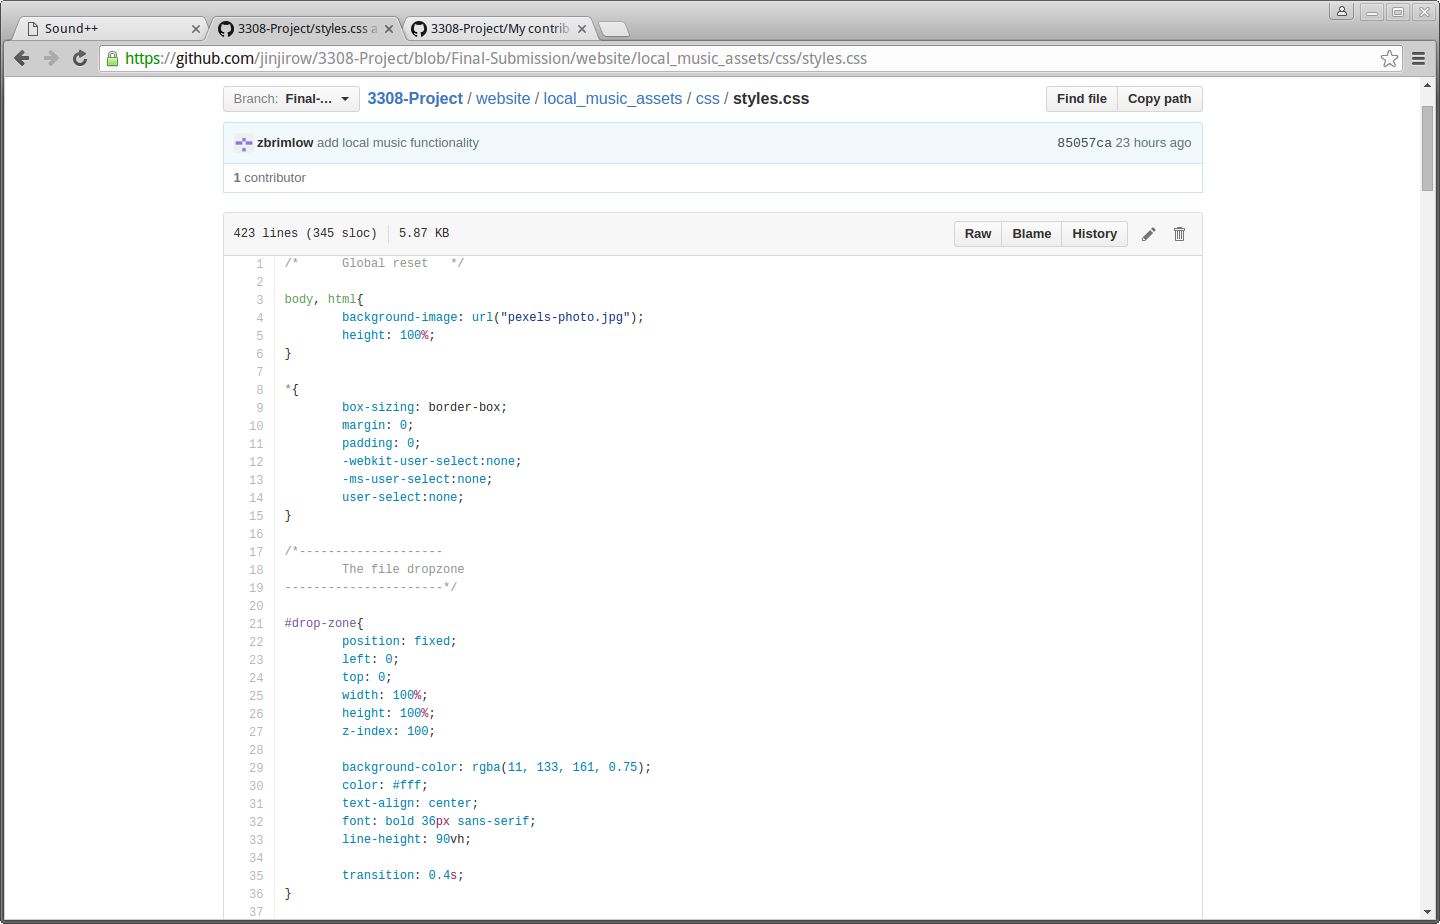 Sound++
3308-Project/styles.css a
3308-Project/My contrib
https://github.com/jinjirow/3308-Project/blob/Final-Submission/website/local_music_assets/css/styles.css
Branch: Final-... 3308-Project / website / local_music_assets / css / styles.css Find file Copy path
zbrimlow add local music functionality 85057ca 23 hours ago
1 contributor
423 lines (345 sloc) 5.87 KB Raw Blame History
1 /* Global reset */
2
3 body, html{
4 background-image: url("pexels-photo.jpg");
5 height: 100%;
6 }
7
8 *{
9 box-sizing: border-box;
10 margin: 0;
11 padding: 0;
12 -webkit-user-select:none;
13 -ms-user-select:none;
14 user-select:none;
15 }
16
17 /*--------------------
18 The file dropzone
19 ----------------------*/
20
21 #drop-zone{
22 position: fixed;
23 left: 0;
24 top: 0;
25 width: 100%;
26 height: 100%;
27 z-index: 100;
28
29 background-color: rgba(11, 133, 161, 0.75);
30 color: #fff;
31 text-align: center;
32 font: bold 36px sans-serif;
33 line-height: 90vh;
34
35 transition: 0.4s;
36 }
37